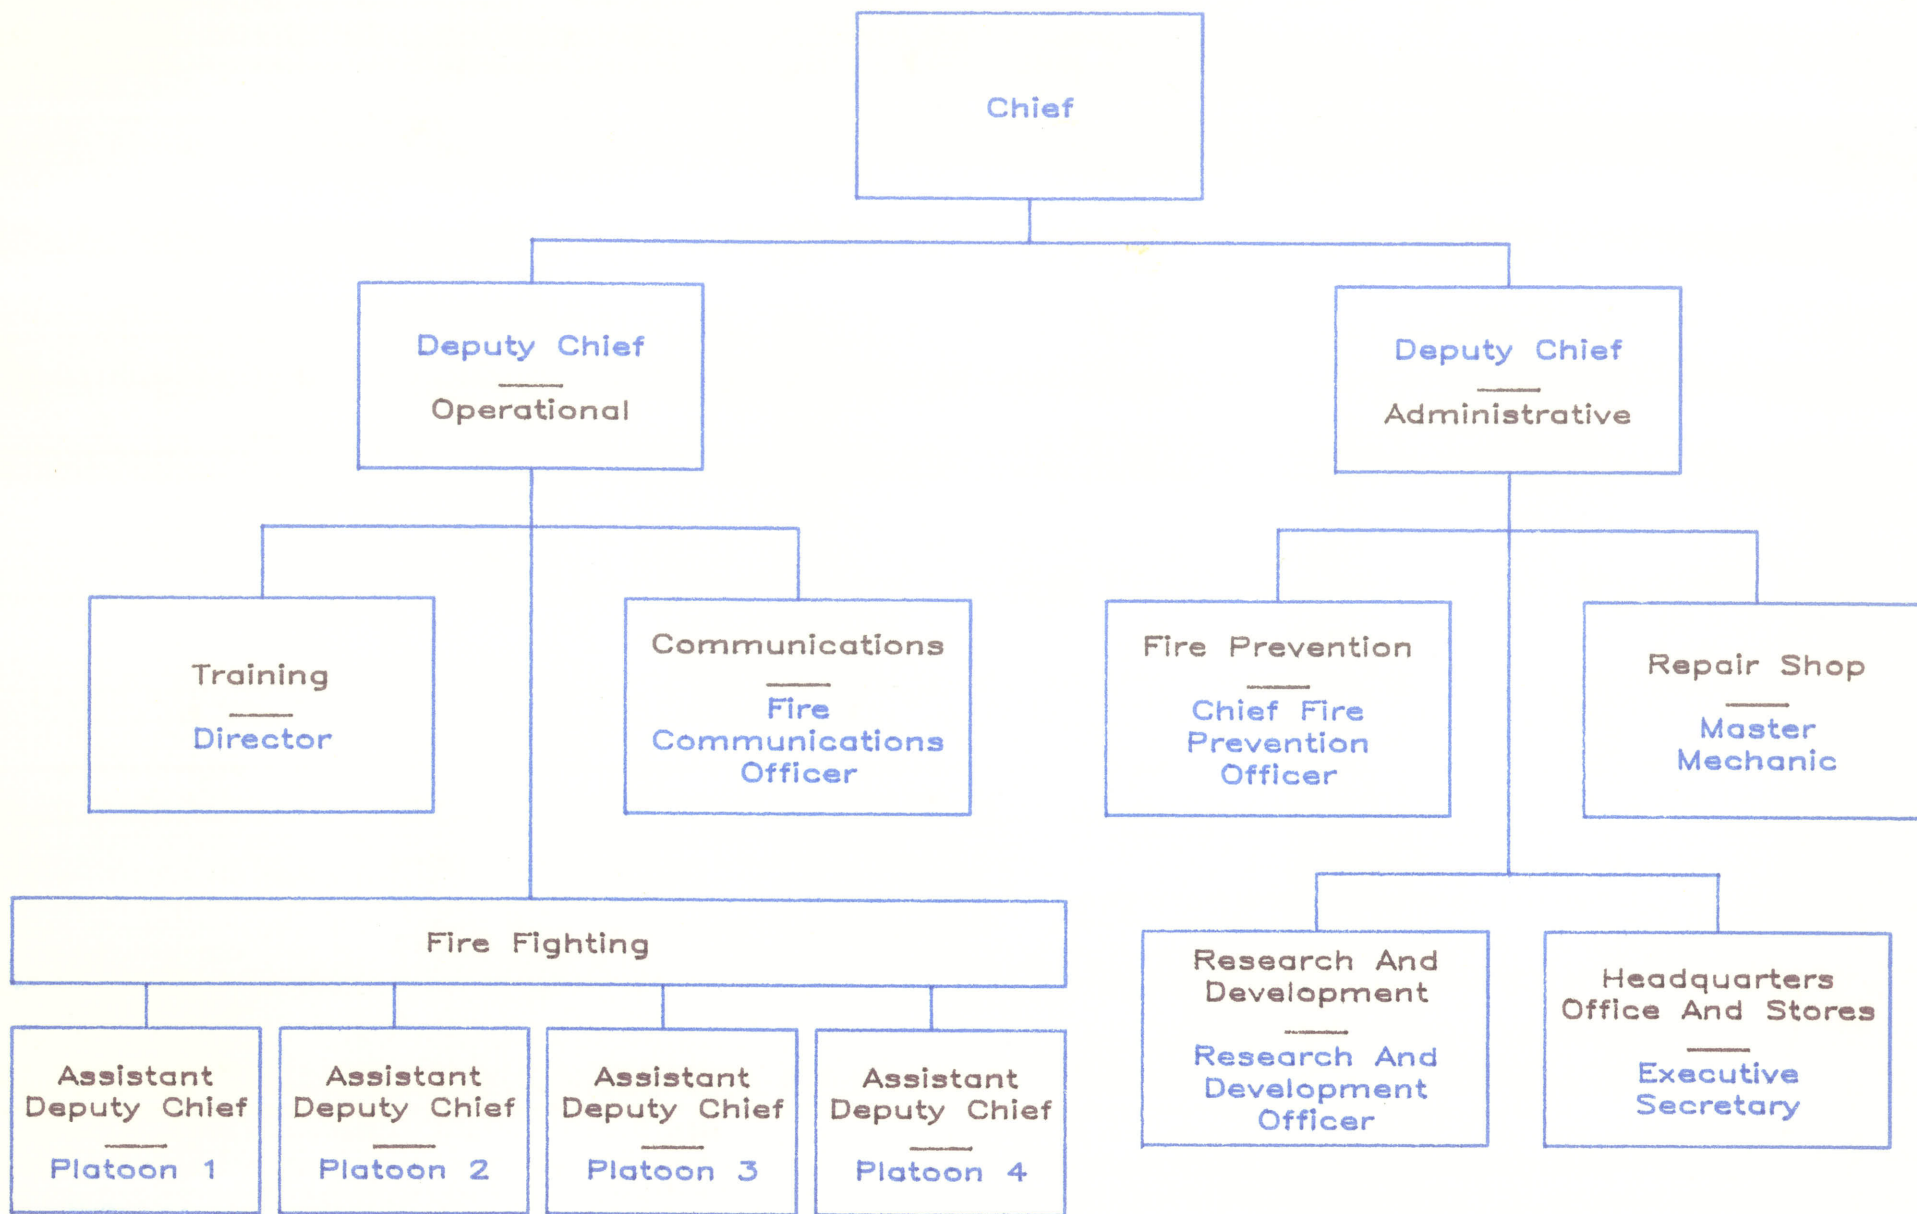 Chief
Deputy Chief
Operational
Deputy Chief
Administrative
Training
Director
Communications
Fire
Communications
Officer
Fire Prevention
Chief Fire
Prevention
Officer
Repair Shop
Master
Mechanic
Fire Fighting
Assistant
Deputy Chief
Platoon 1
Assistant
Deputy Chief
Platoon 2
Assistant
Deputy Chief
Platoon 3
Assistant
Deputy Chief
Platoon 4
Research And
Development
Research And
Development
Officer
Headquarters
Office And Stores
Executive
Secretary